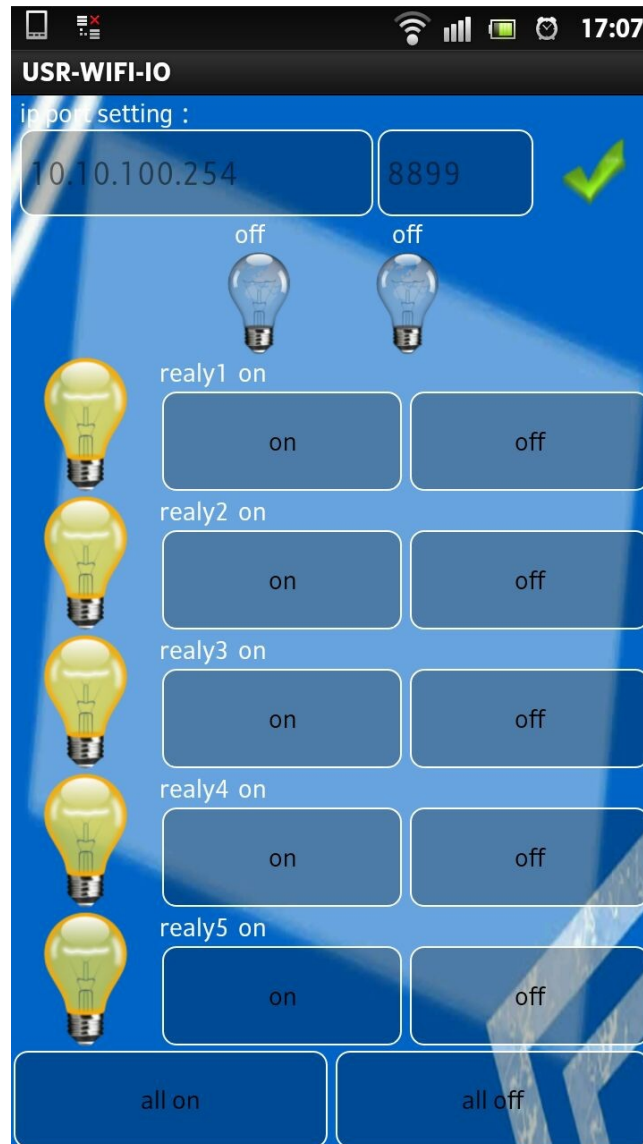 17:07
USR-WIFI-IO
ip port setting :
10.10.100.254 8899
off off
realy1 on
on off
realy2 on
on off
realy3 on
on off
realy4 on
on off
realy5 on
on off
all on all off